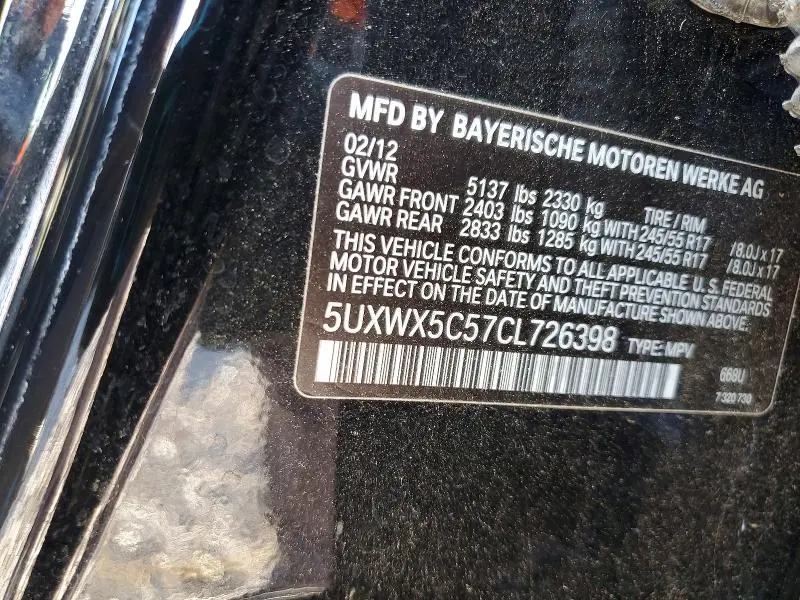 MFD BY BAYERISCHE MOTOREN WERKE AG
02/12
GVWR 5137 lbs 2330 kg TIRE / RIM
GAWR FRONT 2403 lbs 1090 kg WITH 245/55 R17 / 8.0J x 17
GAWR REAR 2833 lbs 1285 kg WITH 245/55 R17 / 8.0J x 17
THIS VEHICLE CONFORMS TO ALL APPLICABLE U. S. FEDERAL
MOTOR VEHICLE SAFETY AND THEFT PREVENTION STANDARDS
IN EFFECT ON THE DATE OF MANUFACTURE SHOWN ABOVE.
5UXWX5C57CL726398 TYPE: MPV
668U
7 320 730